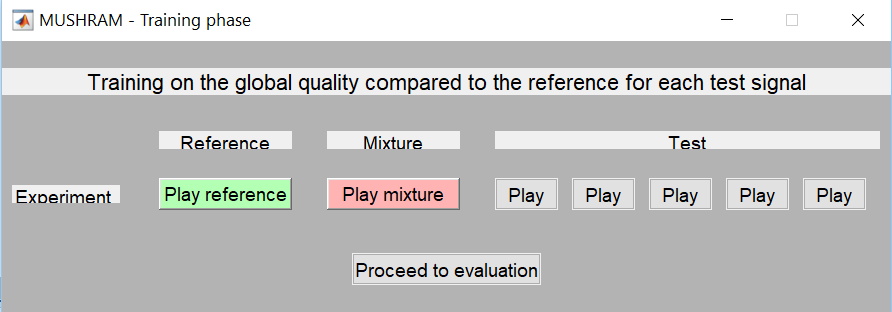 MUSHRAM - Training phase
Training on the global quality compared to the reference for each test signal
Reference Mixture Test
Experiment Play reference Play mixture Play Play Play Play Play
Proceed to evaluation